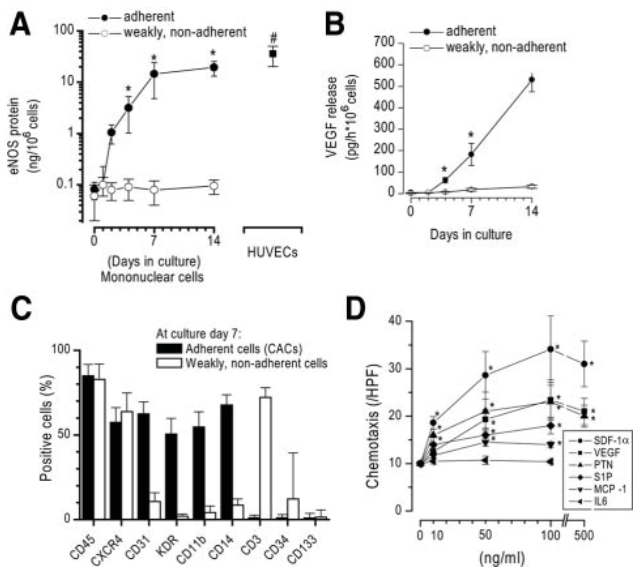 A
adherent
weakly, non-adherent
eNOS protein
(ng/10⁶ cells)
100
10
1
0.1
* * *
#
0 7 14
(Days in culture)
Mononuclear cells
HUVECs
B
adherent
weakly, non-adherent
VEGF release
(pg/h*10⁶ cells)
700
600
500
400
300
200
100
0
* *
0 7 14
Days in culture
C
At culture day 7:
Adherent cells (CACs)
Weakly, non-adherent cells
Positive cells (%)
100
50
0
CD45 CXCR4 CD31 KDR CD11b CD14 CD3 CD34 CD133
D
Chemotaxis (/HPF)
40
30
20
10
* * * * * * * * * * * * * * * * *
SDF-1α
VEGF
PTN
S1P
MCP -1
IL6
0 10 50 100 500
(ng/ml)